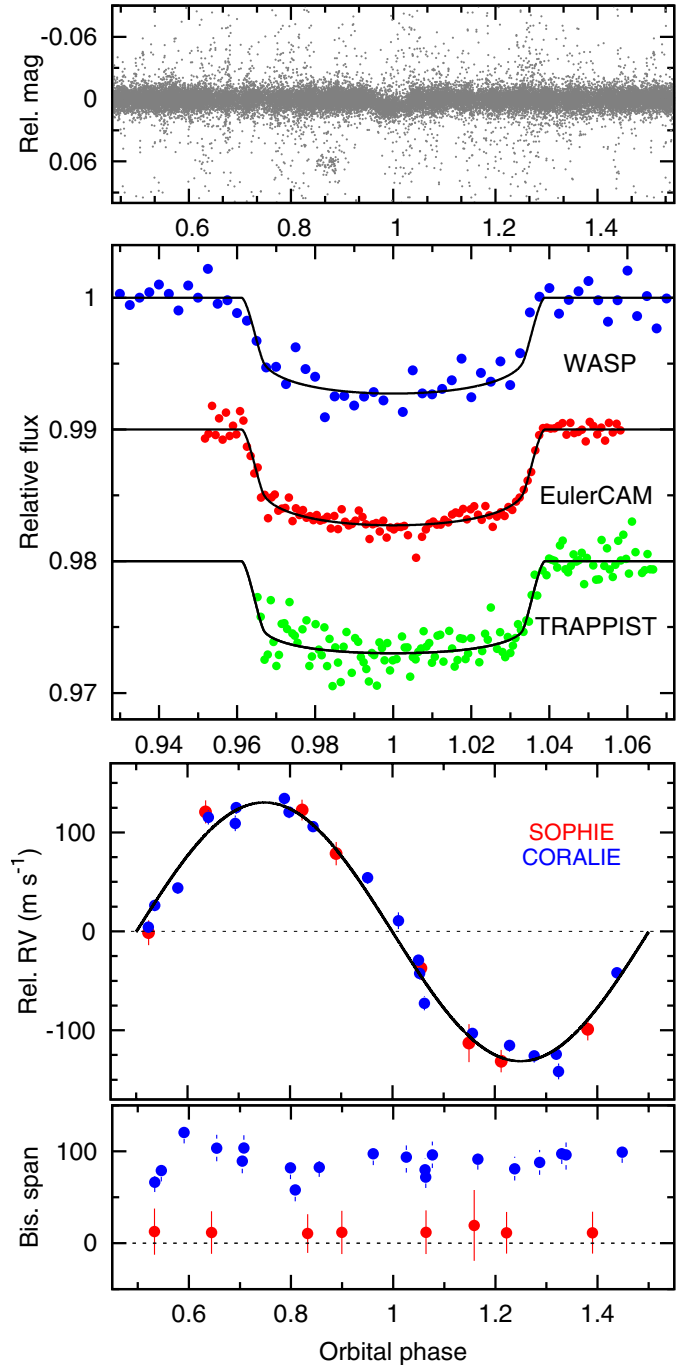 Rel. mag
-0.06
0
0.06
0.6 0.8 1 1.2 1.4
Relative flux
1
0.99
0.98
0.97
WASP
EulerCAM
TRAPPIST
0.94 0.96 0.98 1 1.02 1.04 1.06
Rel. RV (m s⁻¹)
100
0
-100
SOPHIE
CORALIE
Bis. span
100
0
0.6 0.8 1 1.2 1.4
Orbital phase